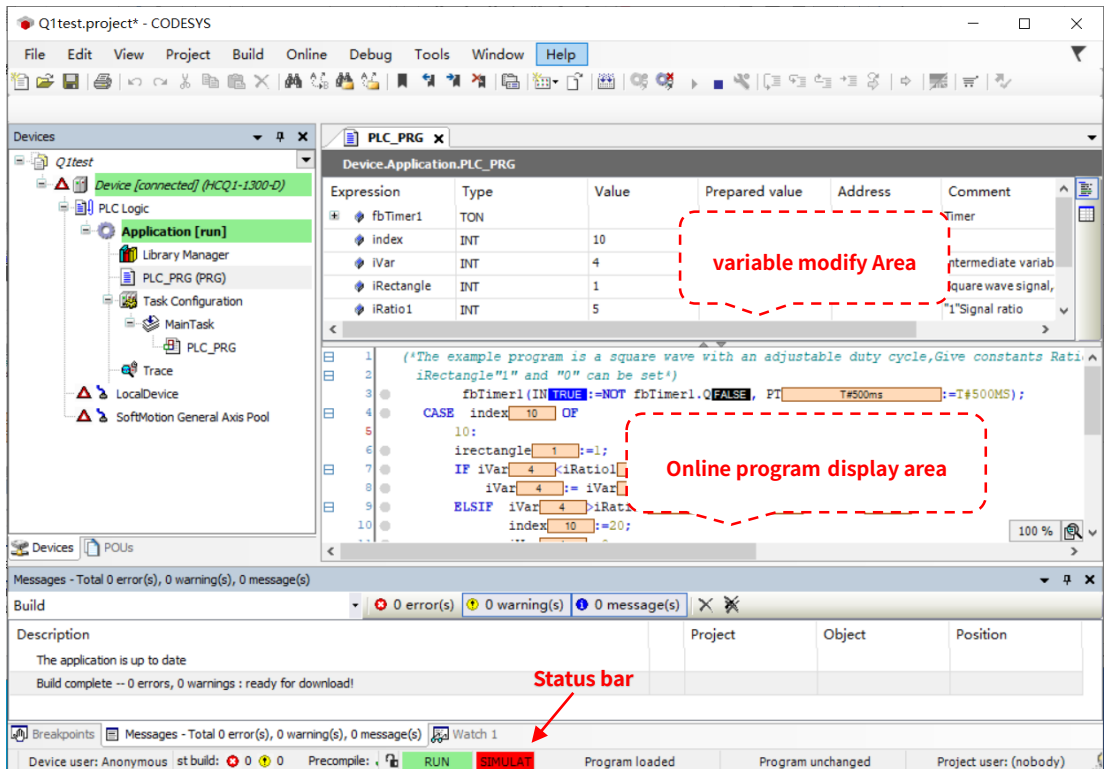 Q1test.project* - CODESYS
File Edit View Project Build Online Debug Tools Window Help
Devices
PLC_PRG
Q1test
Device.Application.PLC_PRG
Device [connected] (HCQ1-1300-D)
PLC Logic
Application [run]
Library Manager
PLC_PRG (PRG)
Task Configuration
MainTask
PLC_PRG
Trace
LocalDevice
SoftMotion General Axis Pool
Devices POUs
Expression Type Value Prepared value Address Comment
fbTimer1 TON Timer
index INT 10
iVar INT 4 ntermediate variab
iRectangle INT 1 quare wave signal,
iRatio1 INT 5 "1"Signal ratio
variable modify Area
1 (*The example program is a square wave with an adjustable duty cycle,Give constants Rati
2 iRectangle"1" and "0" can be set*)
3 fbTimer1(IN TRUE :=NOT fbTimer1.Q FALSE, PT T#500ms :=T#500MS);
4 CASE index 10 OF
5 10:
6 irectangle 1 :=1;
7 IF iVar 4 <iRatio1
8 iVar 4 := iVar
9 ELSIF iVar 4 >iRati
10 index 10 :=20;
Online program display area
100 %
Messages - Total 0 error(s), 0 warning(s), 0 message(s)
Build 0 error(s) 0 warning(s) 0 message(s)
Description Project Object Position
The application is up to date
Build complete -- 0 errors, 0 warnings : ready for download!
Status bar
Breakpoints Messages - Total 0 error(s), 0 warning(s), 0 message(s) Watch 1
Device user: Anonymous st build: 0 0 Precompile: RUN SIMULAT Program loaded Program unchanged Project user: (nobody)